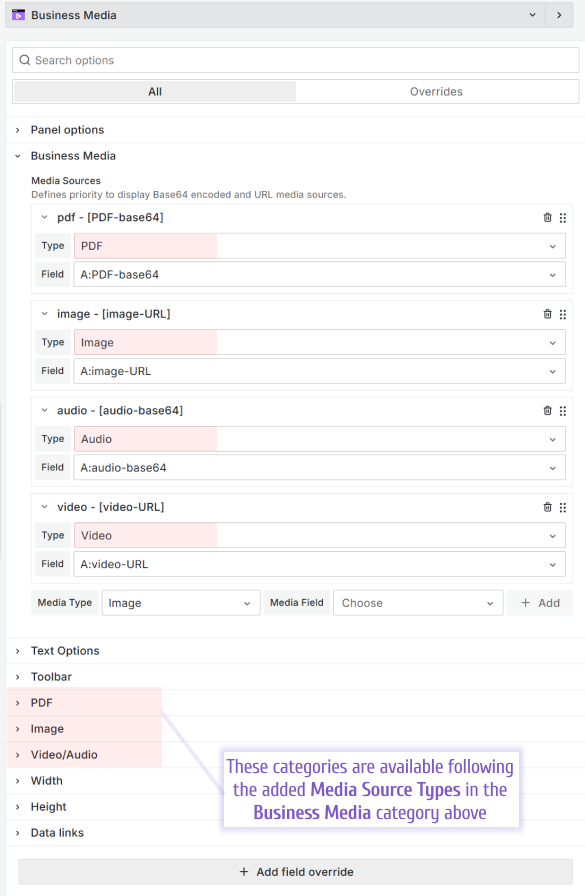 Business Media
Search options
All Overrides
Panel options
Business Media
Media Sources
Defines priority to display Base64 encoded and URL media sources.
pdf - [PDF-base64]
Type PDF
Field A:PDF-base64
image - [image-URL]
Type Image
Field A:image-URL
audio - [audio-base64]
Type Audio
Field A:audio-base64
video - [video-URL]
Type Video
Field A:video-URL
Media Type Image Media Field Choose + Add
Text Options
Toolbar
PDF
Image
Video/Audio
Width
Height
Data links
These categories are available following
the added Media Source Types in the
Business Media category above
+ Add field override